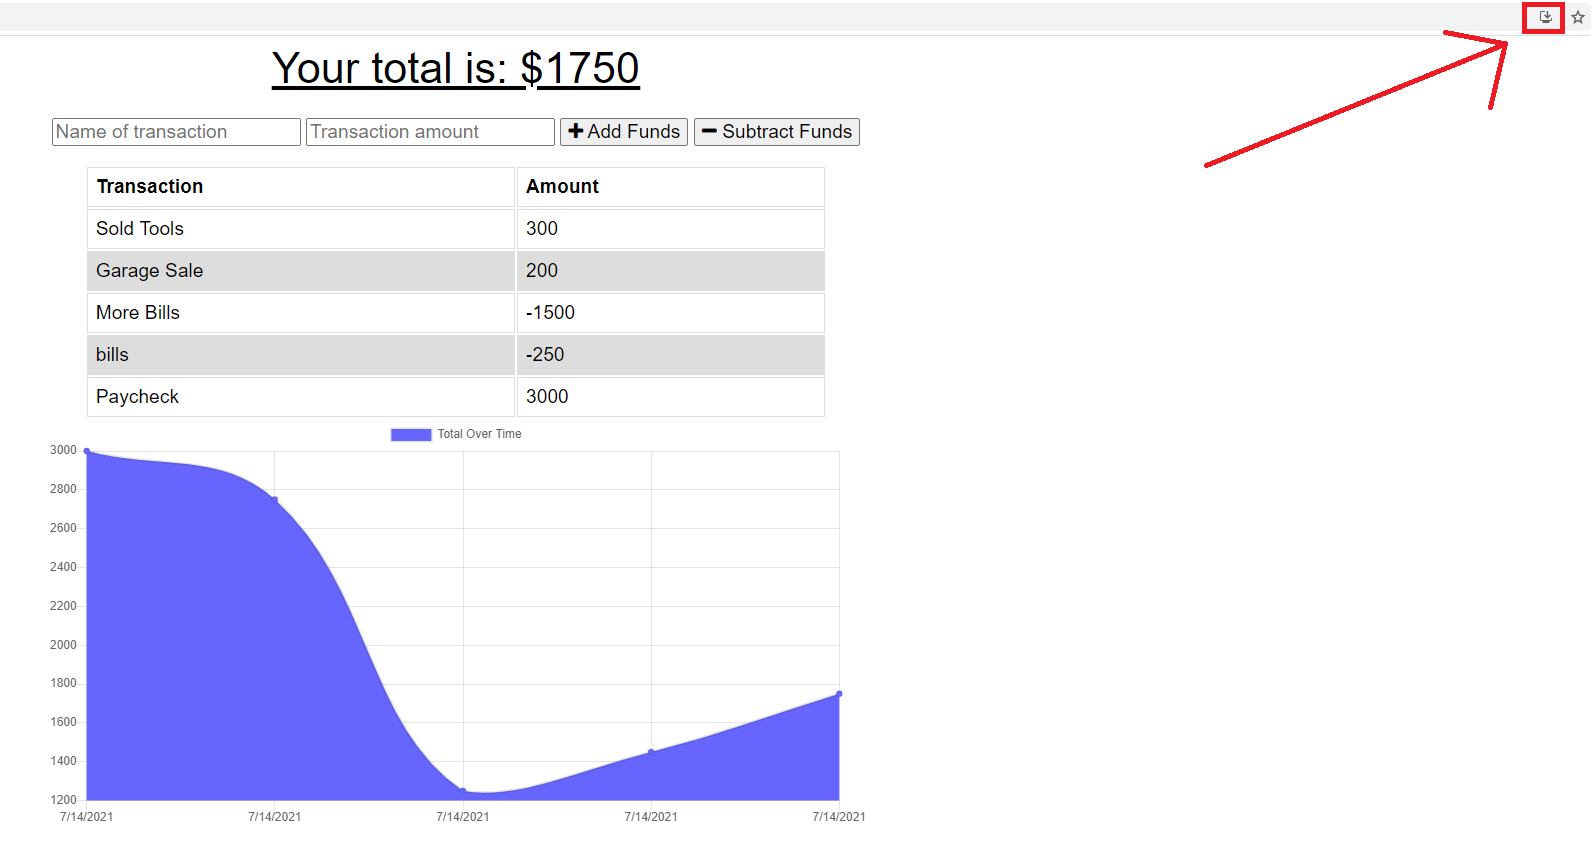 Your total is: $1750
Name of transaction Transaction amount Add Funds Subtract Funds
Transaction Amount
Sold Tools 300
Garage Sale 200
More Bills -1500
bills -250
Paycheck 3000
Total Over Time
3000
2800
2600
2400
2200
2000
1800
1600
1400
1200
7/14/2021 7/14/2021 7/14/2021 7/14/2021 7/14/2021